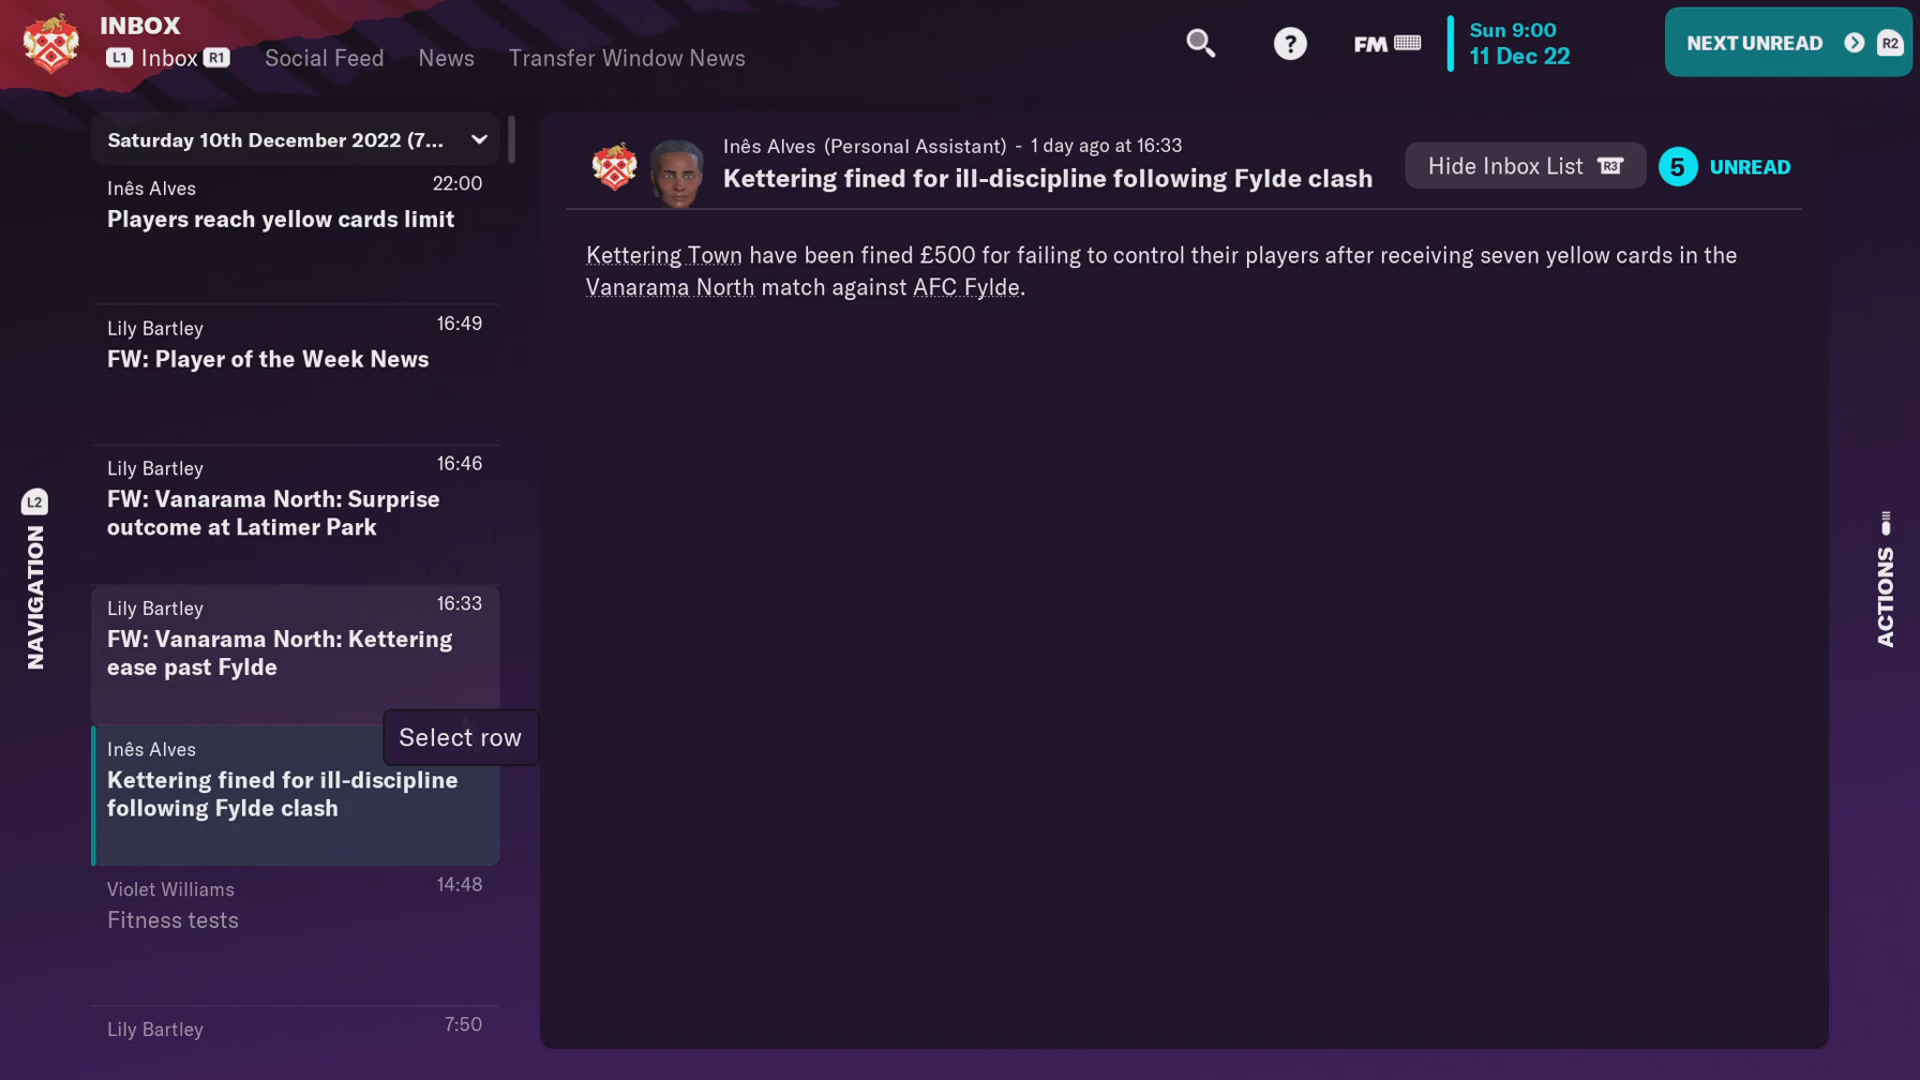 INBOX
L1 Inbox R1 Social Feed News Transfer Window News
FM
Sun 9:00
11 Dec 22
NEXT UNREAD R2
Saturday 10th December 2022 (7...
Inês Alves 22:00
Players reach yellow cards limit
Lily Bartley 16:49
FW: Player of the Week News
Lily Bartley 16:46
FW: Vanarama North: Surprise
outcome at Latimer Park
Lily Bartley 16:33
FW: Vanarama North: Kettering
ease past Fylde
Select row
Inês Alves
Kettering fined for ill-discipline
following Fylde clash
Violet Williams 14:48
Fitness tests
Lily Bartley 7:50
Inês Alves (Personal Assistant) - 1 day ago at 16:33
Kettering fined for ill-discipline following Fylde clash
Hide Inbox List R3
5 UNREAD
Kettering Town have been fined £500 for failing to control their players after receiving seven yellow cards in the
Vanarama North match against AFC Fylde.
L2
NAVIGATION
ACTIONS